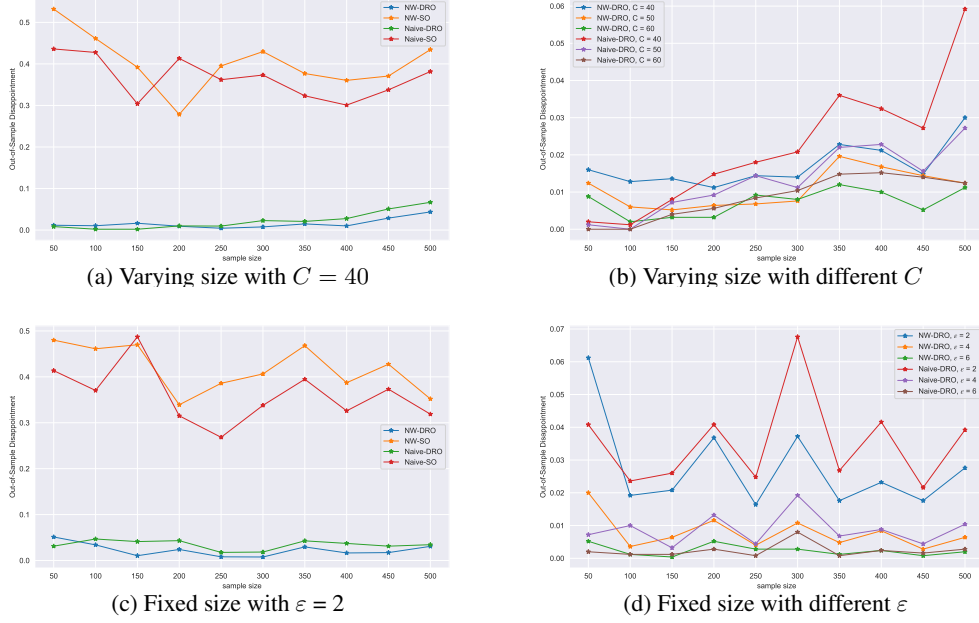 0.5
0.4
0.3
0.2
0.1
0.0
Out-of-Sample Disappointment
50 100 150 200 250 300 350 400 450 500
sample size
NW-DRO
NW-SO
Naive-DRO
Naive-SO
(a) Varying size with C = 40
0.06
0.05
0.04
0.03
0.02
0.01
0.00
Out-of-Sample Disappointment
50 100 150 200 250 300 350 400 450 500
sample size
NW-DRO, C = 40
NW-DRO, C = 50
NW-DRO, C = 60
Naive-DRO, C = 40
Naive-DRO, C = 50
Naive-DRO, C = 60
(b) Varying size with different C
0.5
0.4
0.3
0.2
0.1
0.0
Out-of-Sample Disappointment
50 100 150 200 250 300 350 400 450 500
sample size
NW-DRO
NW-SO
Naive-DRO
Naive-SO
(c) Fixed size with ε = 2
0.07
0.06
0.05
0.04
0.03
0.02
0.01
0.00
Out-of-Sample Disappointment
50 100 150 200 250 300 350 400 450 500
sample size
NW-DRO, ε = 2
NW-DRO, ε = 4
NW-DRO, ε = 6
Naive-DRO, ε = 2
Naive-DRO, ε = 4
Naive-DRO, ε = 6
(d) Fixed size with different ε